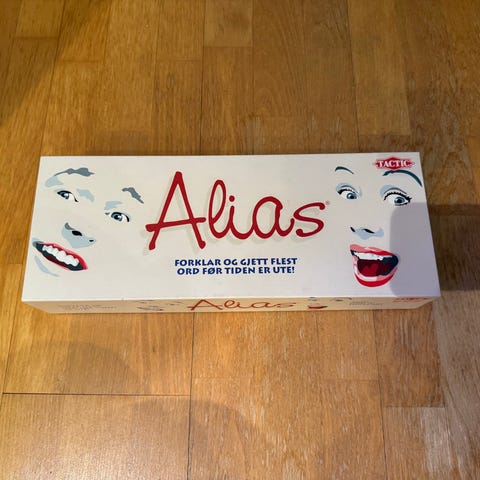 TACTIC
Alias®
FORKLAR OG GJETT FLEST
ORD FØR TIDEN ER UTE!
Alias